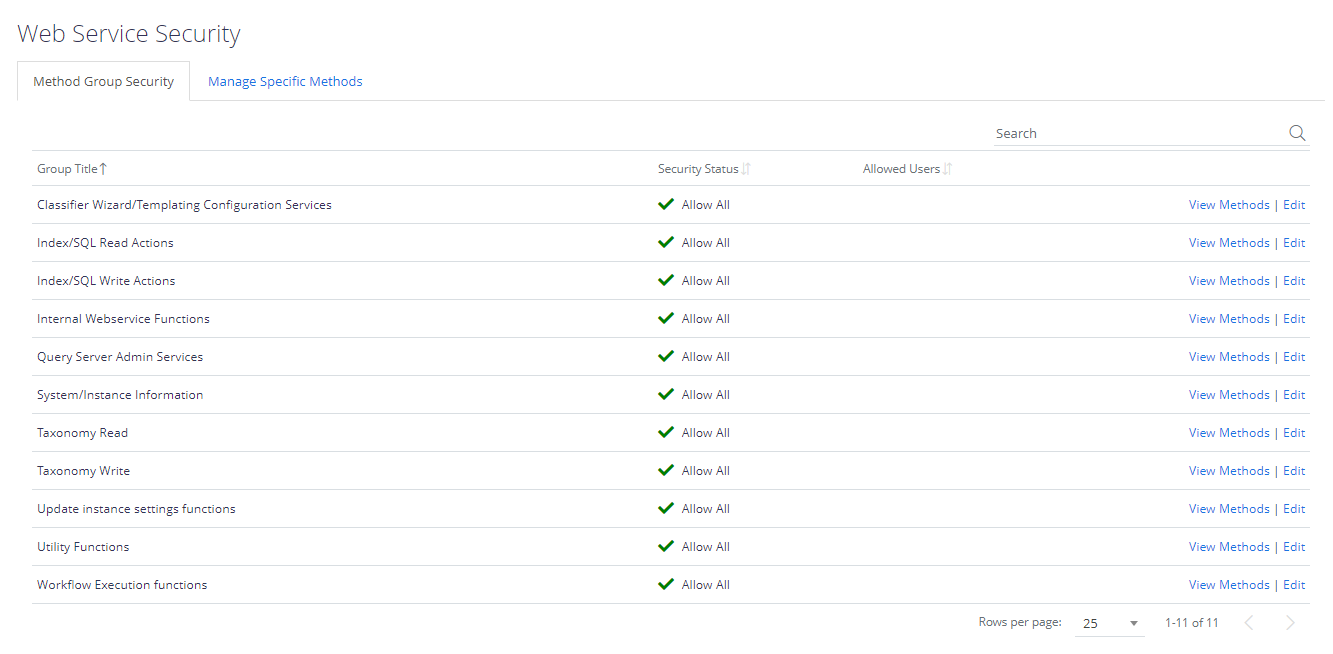 Web Service Security
Method Group Security Manage Specific Methods
Search
Group Title Security Status Allowed Users
Classifier Wizard/Templating Configuration Services Allow All View Methods | Edit
Index/SQL Read Actions Allow All View Methods | Edit
Index/SQL Write Actions Allow All View Methods | Edit
Internal Webservice Functions Allow All View Methods | Edit
Query Server Admin Services Allow All View Methods | Edit
System/Instance Information Allow All View Methods | Edit
Taxonomy Read Allow All View Methods | Edit
Taxonomy Write Allow All View Methods | Edit
Update instance settings functions Allow All View Methods | Edit
Utility Functions Allow All View Methods | Edit
Workflow Execution functions Allow All View Methods | Edit
Rows per page: 25 1-11 of 11